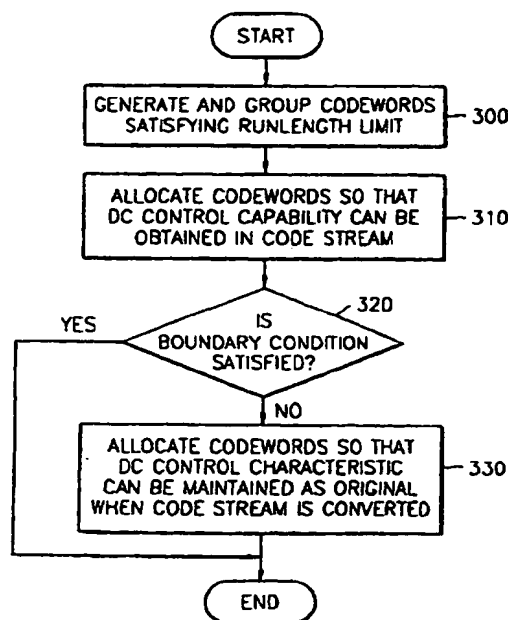 START
GENERATE AND GROUP CODEWORDS
SATISFYING RUNLENGTH LIMIT
300
ALLOCATE CODEWORDS SO THAT
DC CONTROL CAPABILITY CAN BE
OBTAINED IN CODE STREAM
310
320
YES
IS
BOUNDARY CONDITION
SATISFIED?
NO
ALLOCATE CODEWORDS SO THAT
DC CONTROL CHARACTERISTIC
CAN BE MAINTAINED AS ORIGINAL
WHEN CODE STREAM IS CONVERTED
330
END